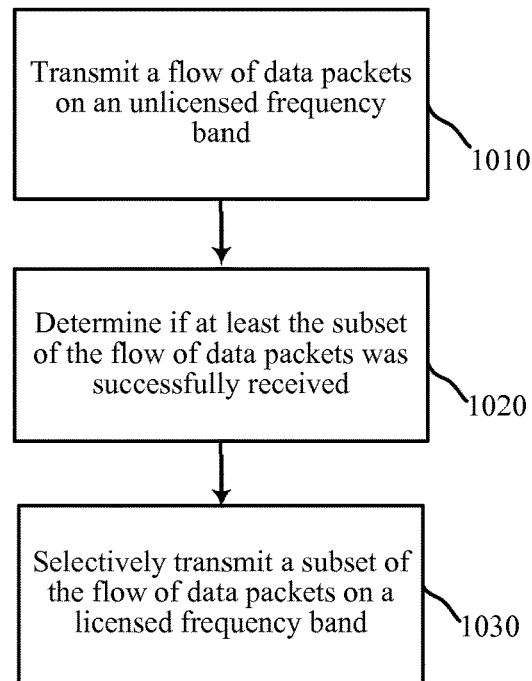 Transmit a flow of data packets
on an unlicensed frequency
band
1010
Determine if at least the subset
of the flow of data packets was
successfully received
1020
Selectively transmit a subset of
the flow of data packets on a
licensed frequency band
1030